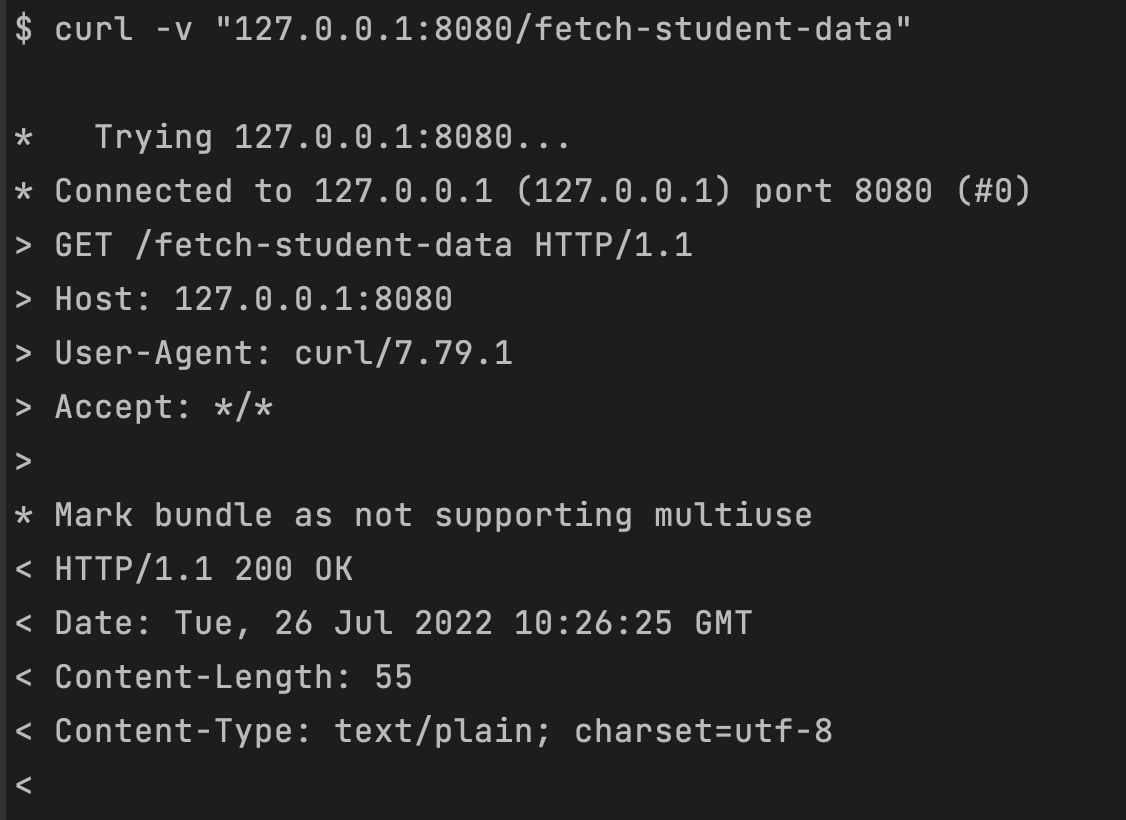 $ curl -v "127.0.0.1:8080/fetch-student-data"
*   Trying 127.0.0.1:8080...
* Connected to 127.0.0.1 (127.0.0.1) port 8080 (#0)
> GET /fetch-student-data HTTP/1.1
> Host: 127.0.0.1:8080
> User-Agent: curl/7.79.1
> Accept: */*
>
* Mark bundle as not supporting multiuse
< HTTP/1.1 200 OK
< Date: Tue, 26 Jul 2022 10:26:25 GMT
< Content-Length: 55
< Content-Type: text/plain; charset=utf-8
<